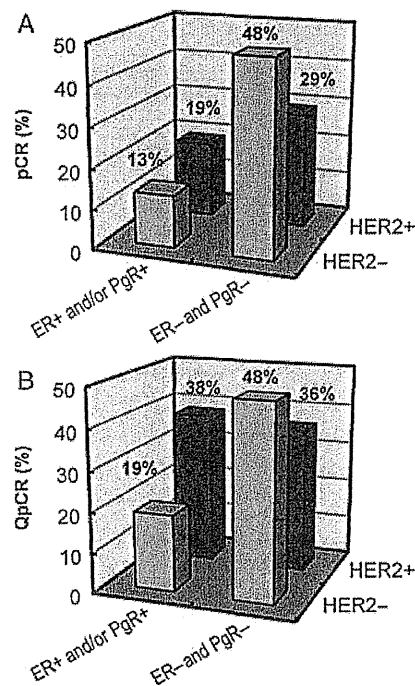 A
48%
50
40
30
20
10
0
pCR (%)
29%
19%
13%
HER2+
HER2–
ER+ and/or PgR+
ER– and PgR–
B
48%
50
40
30
20
10
0
QpCR (%)
38%
36%
19%
HER2+
HER2–
ER+ and/or PgR+
ER– and PgR–